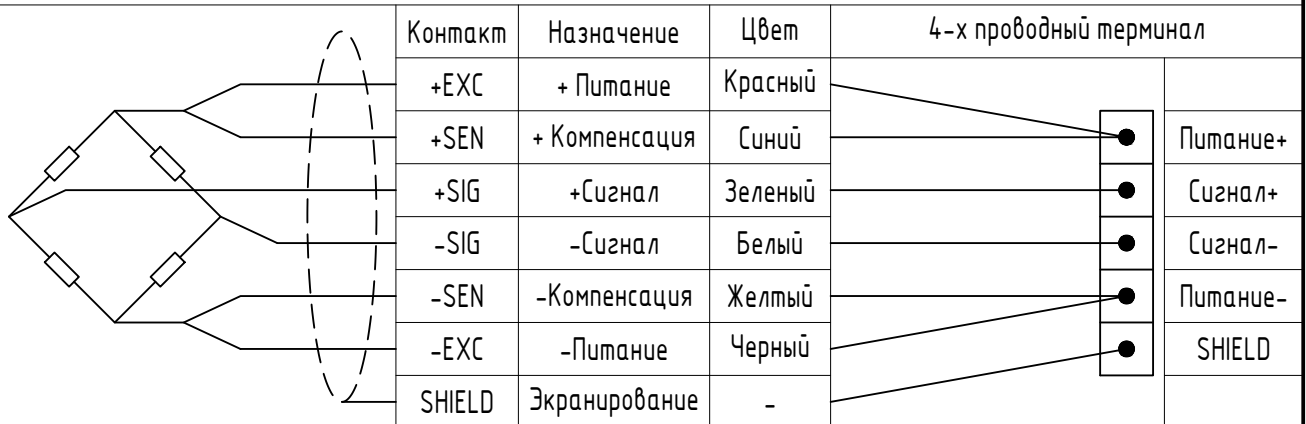 Контакт Назначение Цвет 4-х проводный терминал
+EXC + Питание Красный
+SEN + Компенсация Синий Питание+
+SIG +Сигнал Зеленый Сигнал+
-SIG -Сигнал Белый Сигнал-
-SEN -Компенсация Желтый Питание-
-EXC -Питание Черный SHIELD
SHIELD Экранирование -